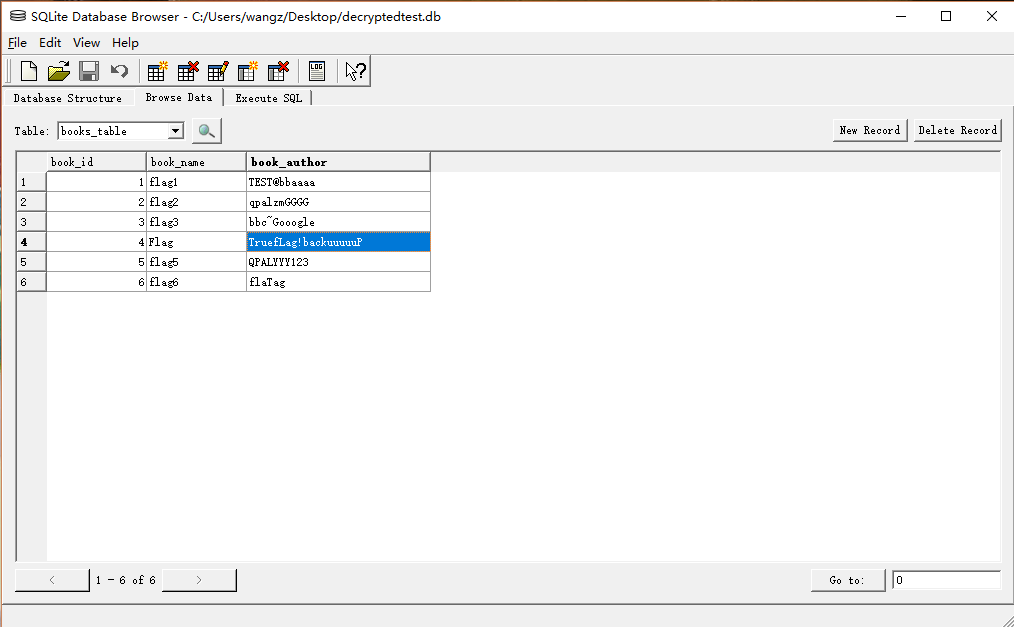 SQLite Database Browser - C:/Users/wangz/Desktop/decryptedtest.db
File Edit View Help
LOG
Database Structure Browse Data Execute SQL
Table: books_table New Record Delete Record
book_id book_name book_author
1 1 flag1 TEST@bbaaaa
2 2 flag2 qpalzmGGGG
3 3 flag3 bbc~Gooogle
4 4 Flag TruefLag!backuuuuuP
5 5 flag5 QPALYYY123
6 6 flag6 flaTag
< 1 - 6 of 6 > Go to: 0